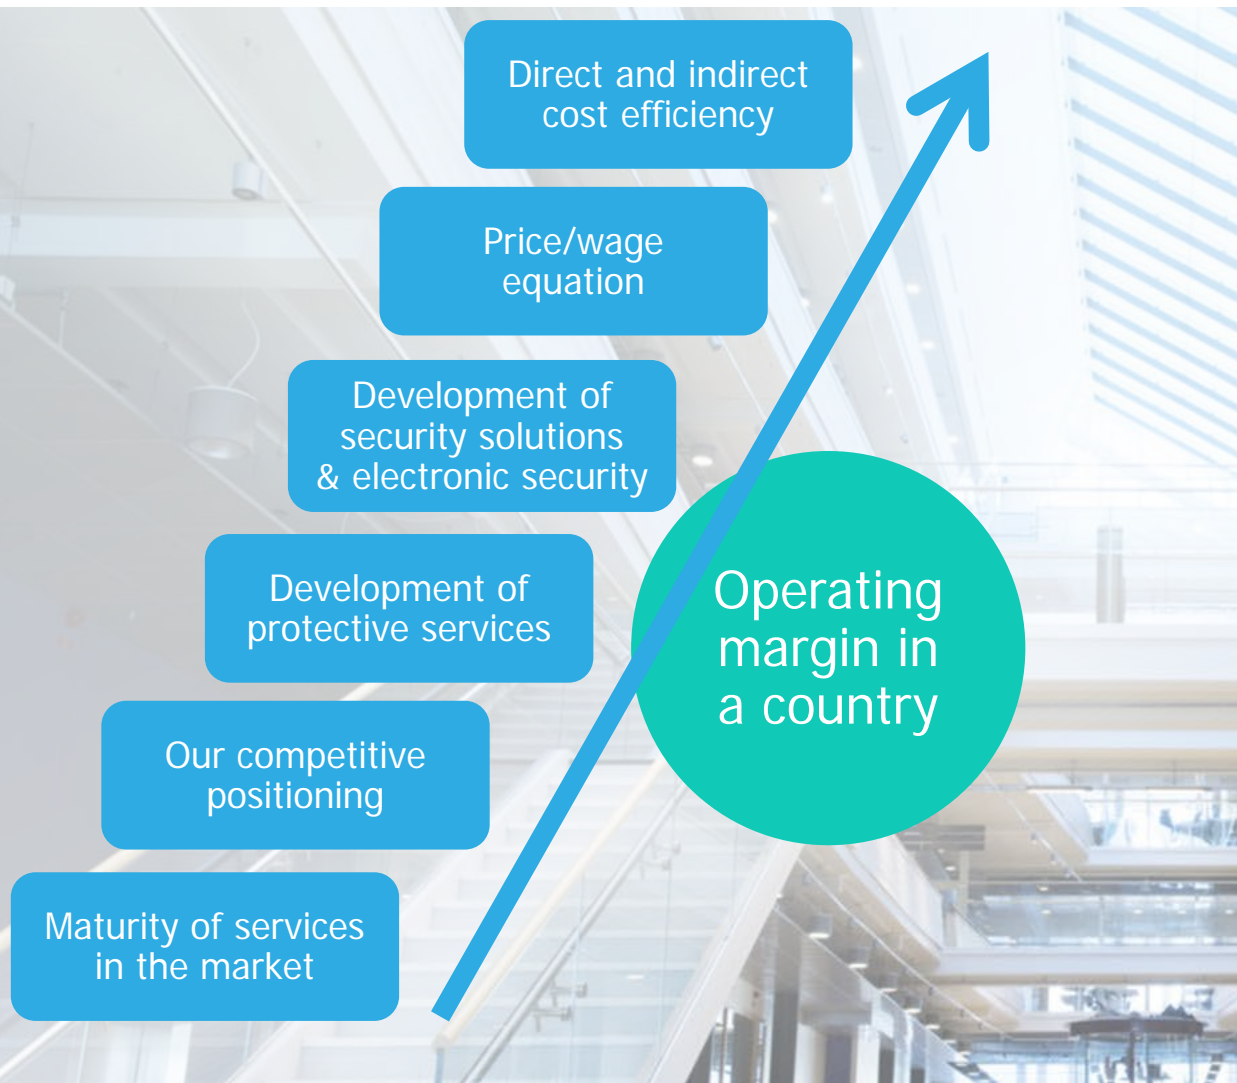 Direct and indirect
cost efficiency
Price/wage
equation
Development of
security solutions
& electronic security
Development of
protective services
Operating
margin in
a country
Our competitive
positioning
Maturity of services
in the market